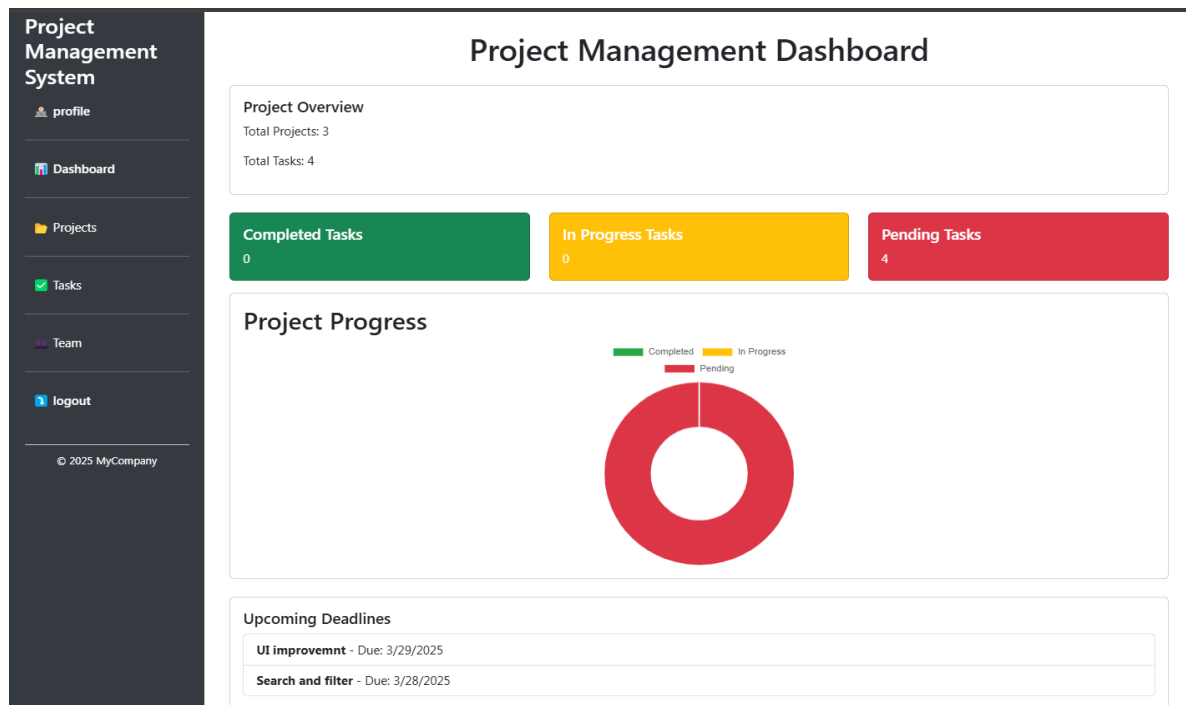 Project
Management
System
profile
Dashboard
Projects
Tasks
Team
logout
© 2025 MyCompany
Project Management Dashboard
Project Overview
Total Projects: 3
Total Tasks: 4
Completed Tasks
0
In Progress Tasks
0
Pending Tasks
4
Project Progress
Completed In Progress
Pending
Upcoming Deadlines
UI improvemnt - Due: 3/29/2025
Search and filter - Due: 3/28/2025